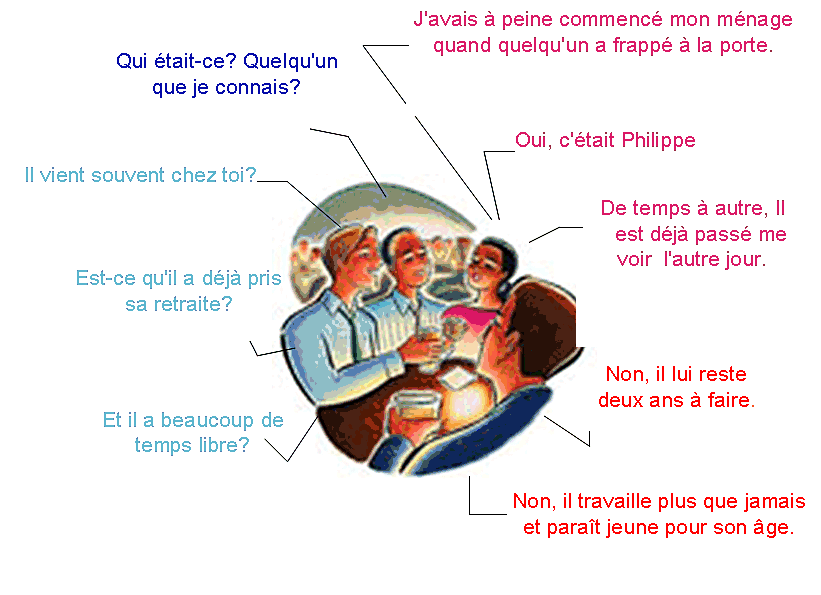 J'avais à peine commencé mon ménage
quand quelqu'un a frappé à la porte.
Qui était-ce? Quelqu'un
que je connais?
Oui, c'était Philippe
Il vient souvent chez toi?
De temps à autre, Il
est déjà passé me
voir l'autre jour.
Est-ce qu'il a déjà pris
sa retraite?
Non, il lui reste
deux ans à faire.
Et il a beaucoup de
temps libre?
Non, il travaille plus que jamais
et paraît jeune pour son âge.